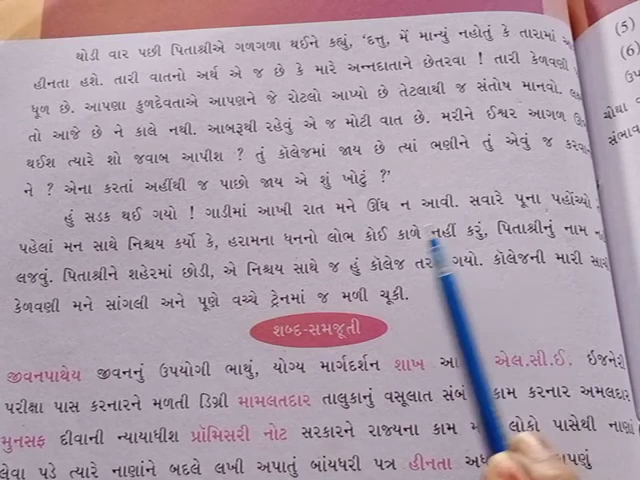 થોડી વાર પછી પિતાશ્રીએ ગળગળા થઈને કહ્યું, ‘દત્તુ, મેં માન્યું નહોતું કે તારામાં
હીનતા હશે. તારી વાતનો અર્થ એ જ છે કે મારે અન્નદાતાને છેતરવા ! તારી કેળવણી
ધૂળ છે. આપણા કુળદેવતાએ આપણને જે રોટલો આપ્યો છે તેટલાથી જ સંતોષ માનવો.
તો આજે છે ને કાલે નથી. આબરૂથી રહેવું એ જ મોટી વાત છે. મરીને ઈશ્વર આગળ
થઈશ ત્યારે શો જવાબ આપીશ ? તું કૉલેજમાં જાય છે ત્યાં ભણીને તું એવું જ
ને ? એના કરતાં અહીંથી જ પાછો જાય એ શું ખોટું ?’
હું સડક થઈ ગયો ! ગાડીમાં આખી રાત મને ઊંઘ ન આવી. સવારે પૂના પહોંચ્યો
પહેલાં મન સાથે નિશ્ચય કર્યો કે, હરામના ધનનો લોભ કોઈ કાળે નહીં કરું, પિતાશ્રીનું નામ
લજવું. પિતાશ્રીને શહેરમાં છોડી, એ નિશ્ચય સાથે જ હું કૉલેજ ગયો. કૉલેજની મારી
કેળવણી મને સાંગલી અને પૂણે વચ્ચે ટ્રેનમાં જ મળી ચૂકી.
શબ્દ-સમજૂતી
જીવનપાથેય જીવનનું ઉપયોગી ભાથું, યોગ્ય માર્ગદર્શન શાખ એલ.સી.ઈ. ઇજનેરી
પરીક્ષા પાસ કરનારને મળતી ડિગ્રી મામલતદાર તાલુકાનું વસૂલાત કામ કરનાર અમલદાર
મુનસફ દીવાની ન્યાયાધીશ પ્રૉમિસરી નોટ સરકારને રાજ્યના કામ લોકો પાસેથી નાણાં
લેવા પડે ત્યારે નાણાંને બદલે લખી અપાતું બાંયધરી પત્ર હીનતા
(5)
(6)